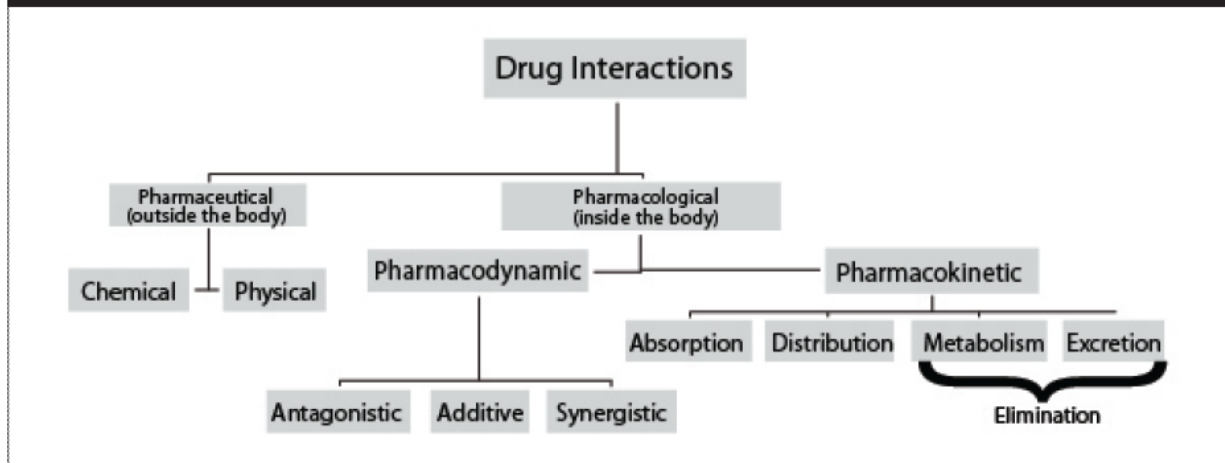 Drug Interactions
Pharmaceutical
(outside the body)
Pharmacological
(inside the body)
Chemical
Physical
Pharmacodynamic
Pharmacokinetic
Absorption
Distribution
Metabolism
Excretion
Antagonistic
Additive
Synergistic
Elimination